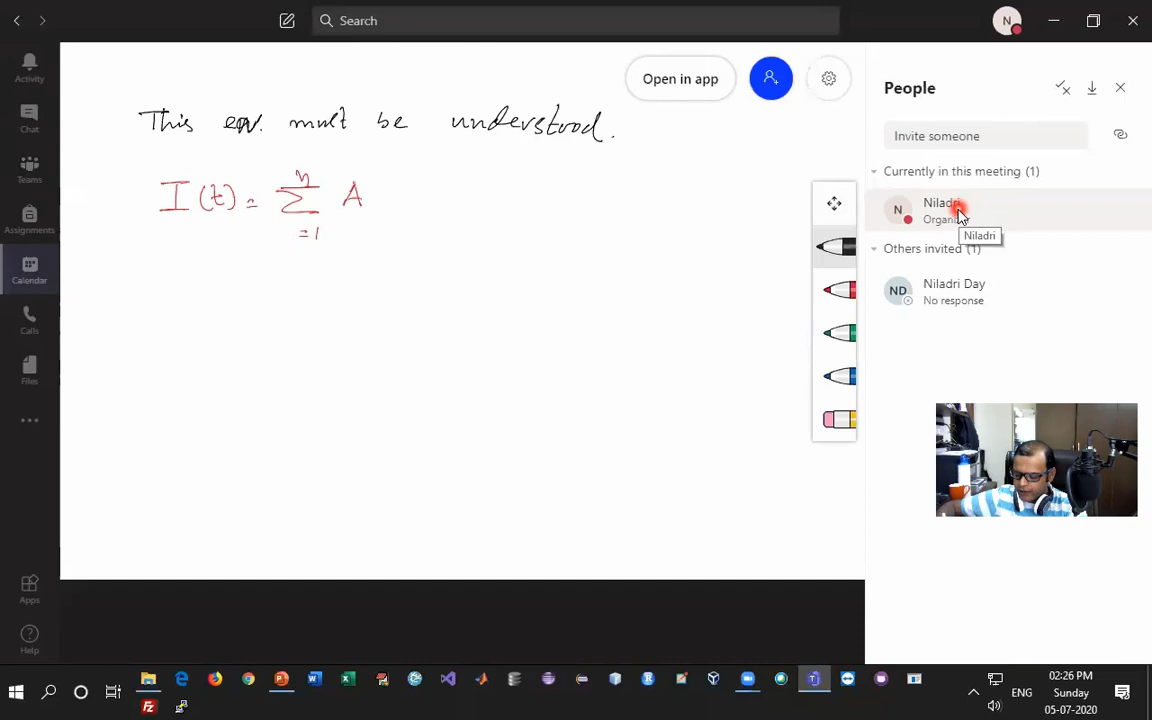 Search
N
Activity
Chat
Teams
Assignments
Calendar
Calls
Files
Apps
Help
Open in app
This must be understood.
I(t) = n∑=1 A
People
Invite someone
Currently in this meeting (1)
N
Niladri
Organi
Niladri
Others invited (1)
ND
Niladri Day
No response
02:26 PM
ENG
Sunday
05-07-2020